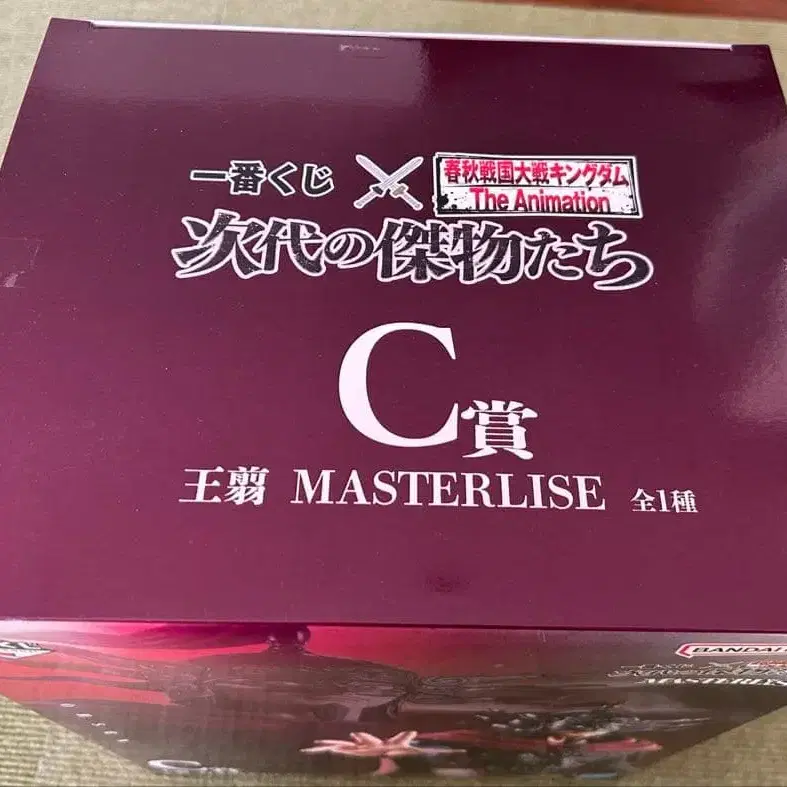 一番くじ
春秋戦国大戦キングダム
The Animation
次代の傑物たち
C賞
王翦 MASTERLISE 全1種
BANDAI
MASTERLISE